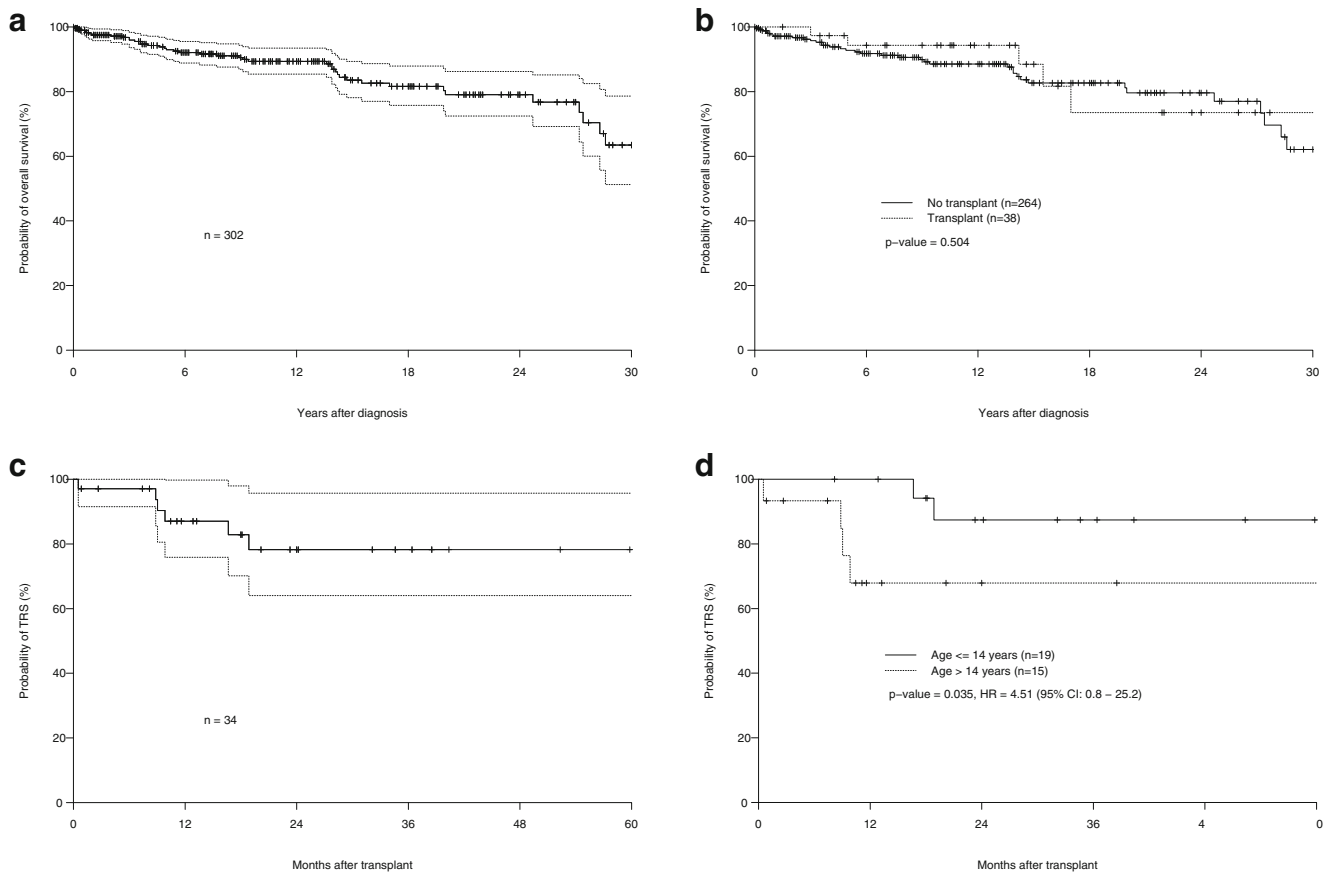 a
Probability of overall survival (%)
100
80
60
40
20
0
n = 302
0 6 12 18 24 30
Years after diagnosis
b
Probability of overall survival (%)
100
80
60
40
20
0
No transplant (n=264)
Transplant (n=38)
p-value = 0.504
0 6 12 18 24 30
Years after diagnosis
c
Probability of TRS (%)
100
80
60
40
20
0
n = 34
0 12 24 36 48 60
Months after transplant
d
Probability of TRS (%)
100
80
60
40
20
0
Age <= 14 years (n=19)
Age > 14 years (n=15)
p-value = 0.035, HR = 4.51 (95% CI: 0.8 – 25.2)
0 12 24 36 4 0
Months after transplant